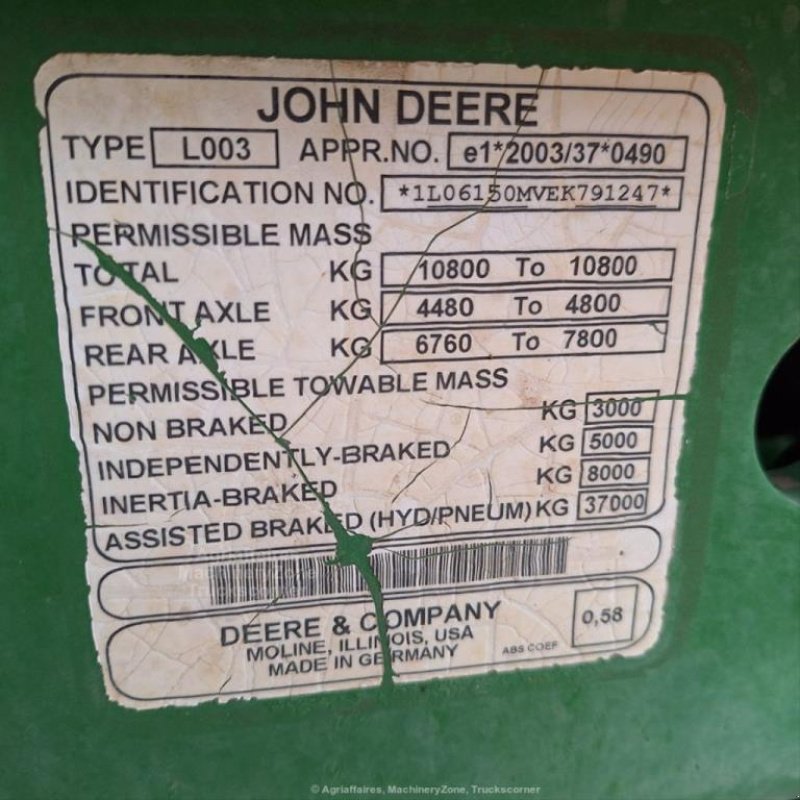 JOHN DEERE
TYPE L003 APPR.NO. e1*2003/37*0490
IDENTIFICATION NO. *1L06150MVEK791247*
PERMISSIBLE MASS
TOTAL KG 10800 To 10800
FRONT AXLE KG 4480 To 4800
REAR AXLE KG 6760 To 7800
PERMISSIBLE TOWABLE MASS
NON BRAKED KG 3000
INDEPENDENTLY-BRAKED KG 5000
INERTIA-BRAKED KG 8000
ASSISTED BRAKED (HYD/PNEUM) KG 37000
Agriaffaires
MachineryZone
Truckscorner
DEERE & COMPANY
MOLINE, ILLINOIS, USA
MADE IN GERMANY
ABS COEF 0,58
© Agriaffaires, MachineryZone, Truckscorner